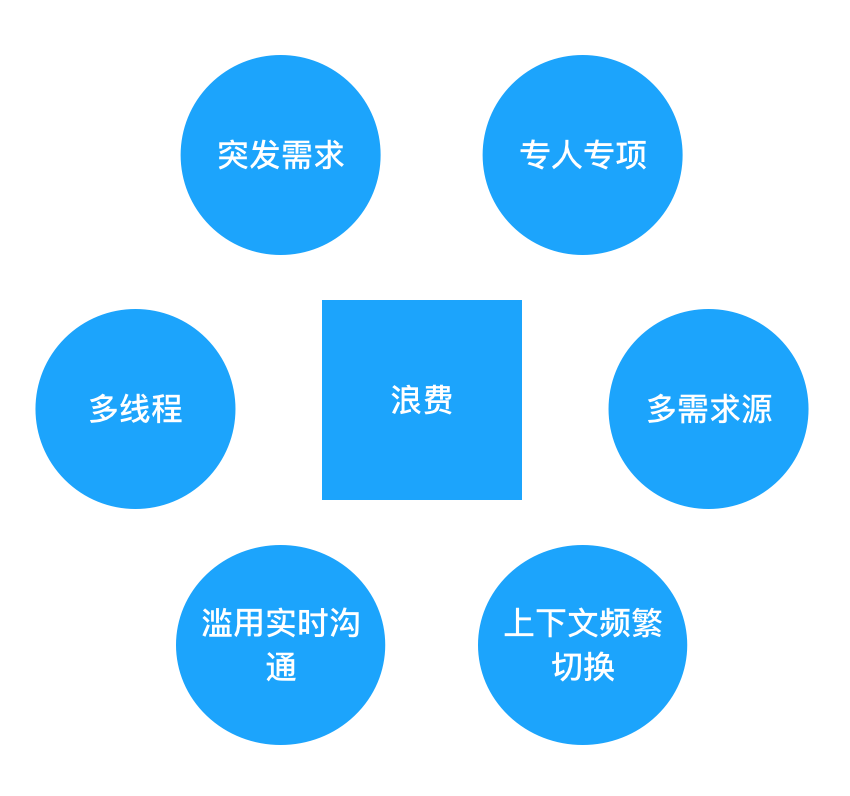 突发需求
专人专项
多线程
浪费
多需求源
滥用实时沟
通
上下文频繁
切换